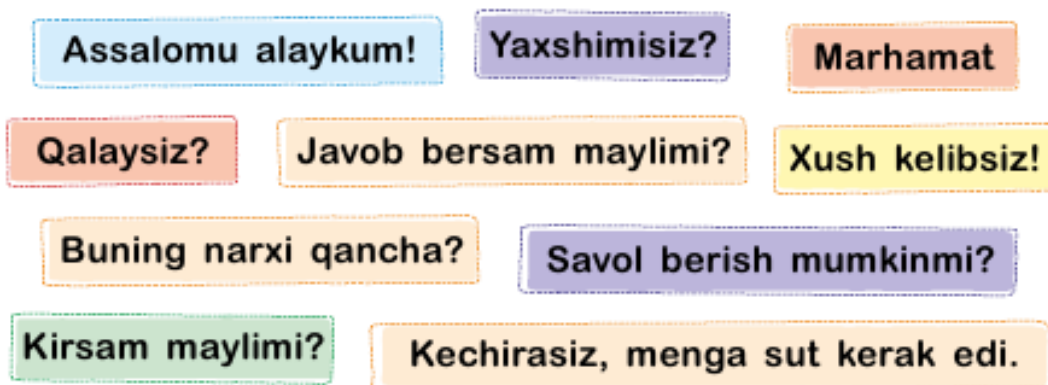 Assalomu alaykum!
Yaxshimisiz?
Marhamat
Qalaysiz?
Javob bersam maylimi?
Xush kelibsiz!
Buning narxi qancha?
Savol berish mumkinmi?
Kirsam maylimi?
Kechirasiz, menga sut kerak edi.